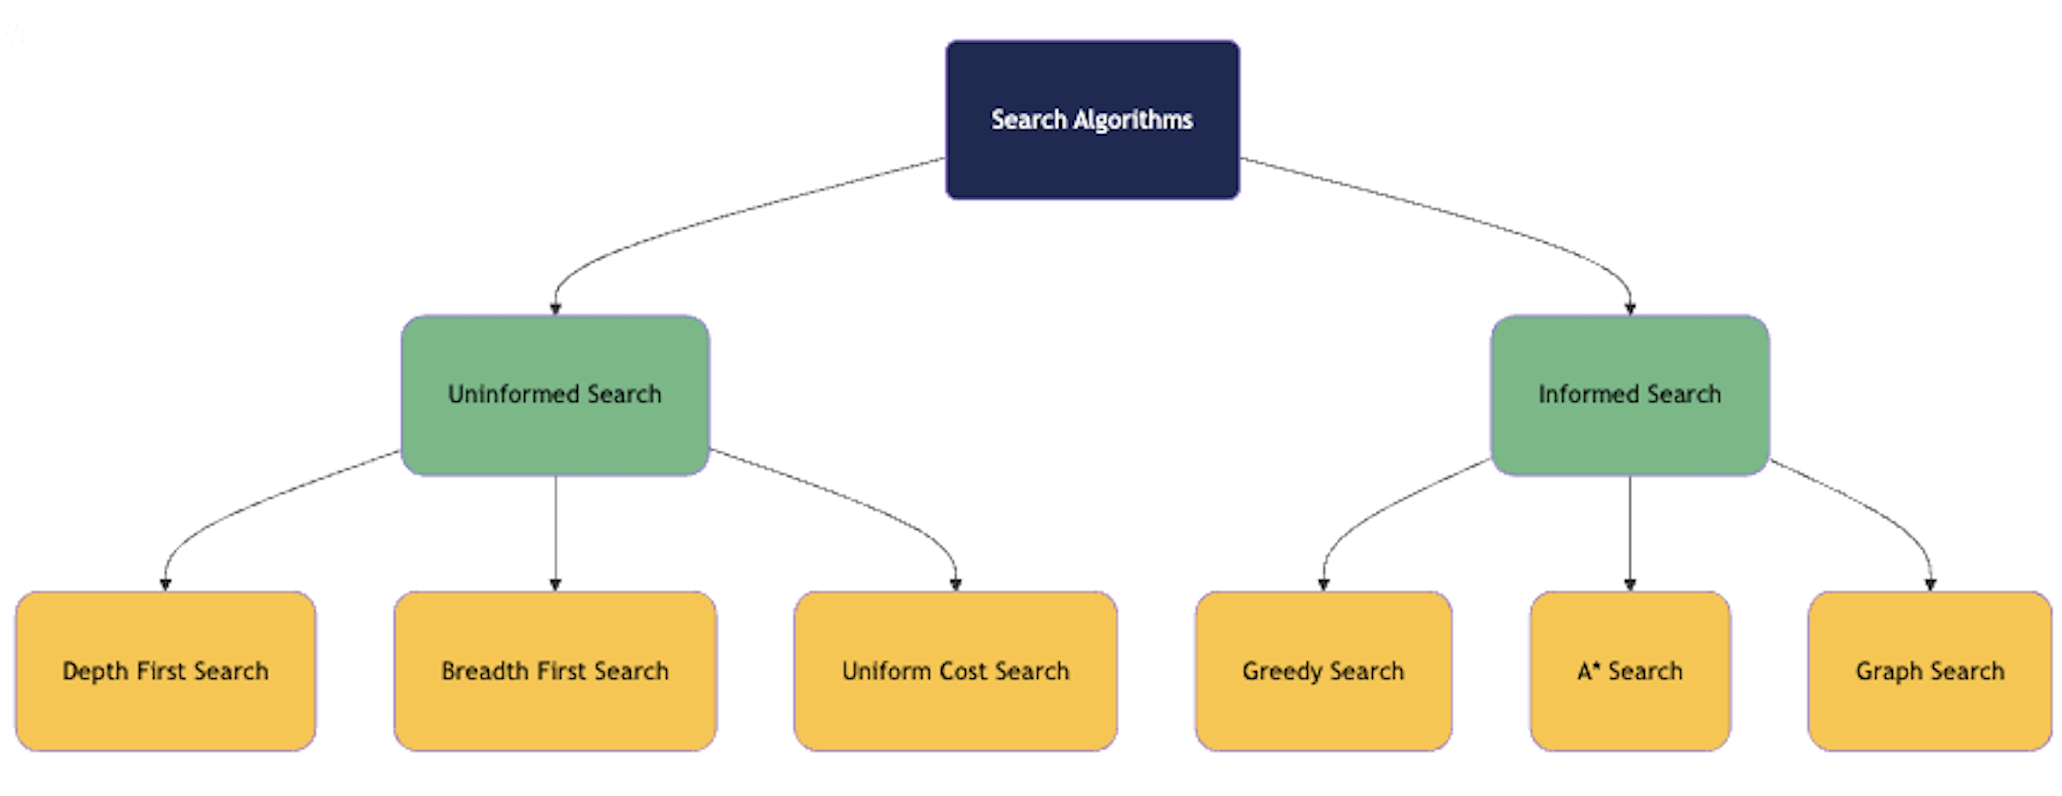 Search Algorithms
Uninformed Search
Informed Search
Depth First Search
Breadth First Search
Uniform Cost Search
Greedy Search
A* Search
Graph Search